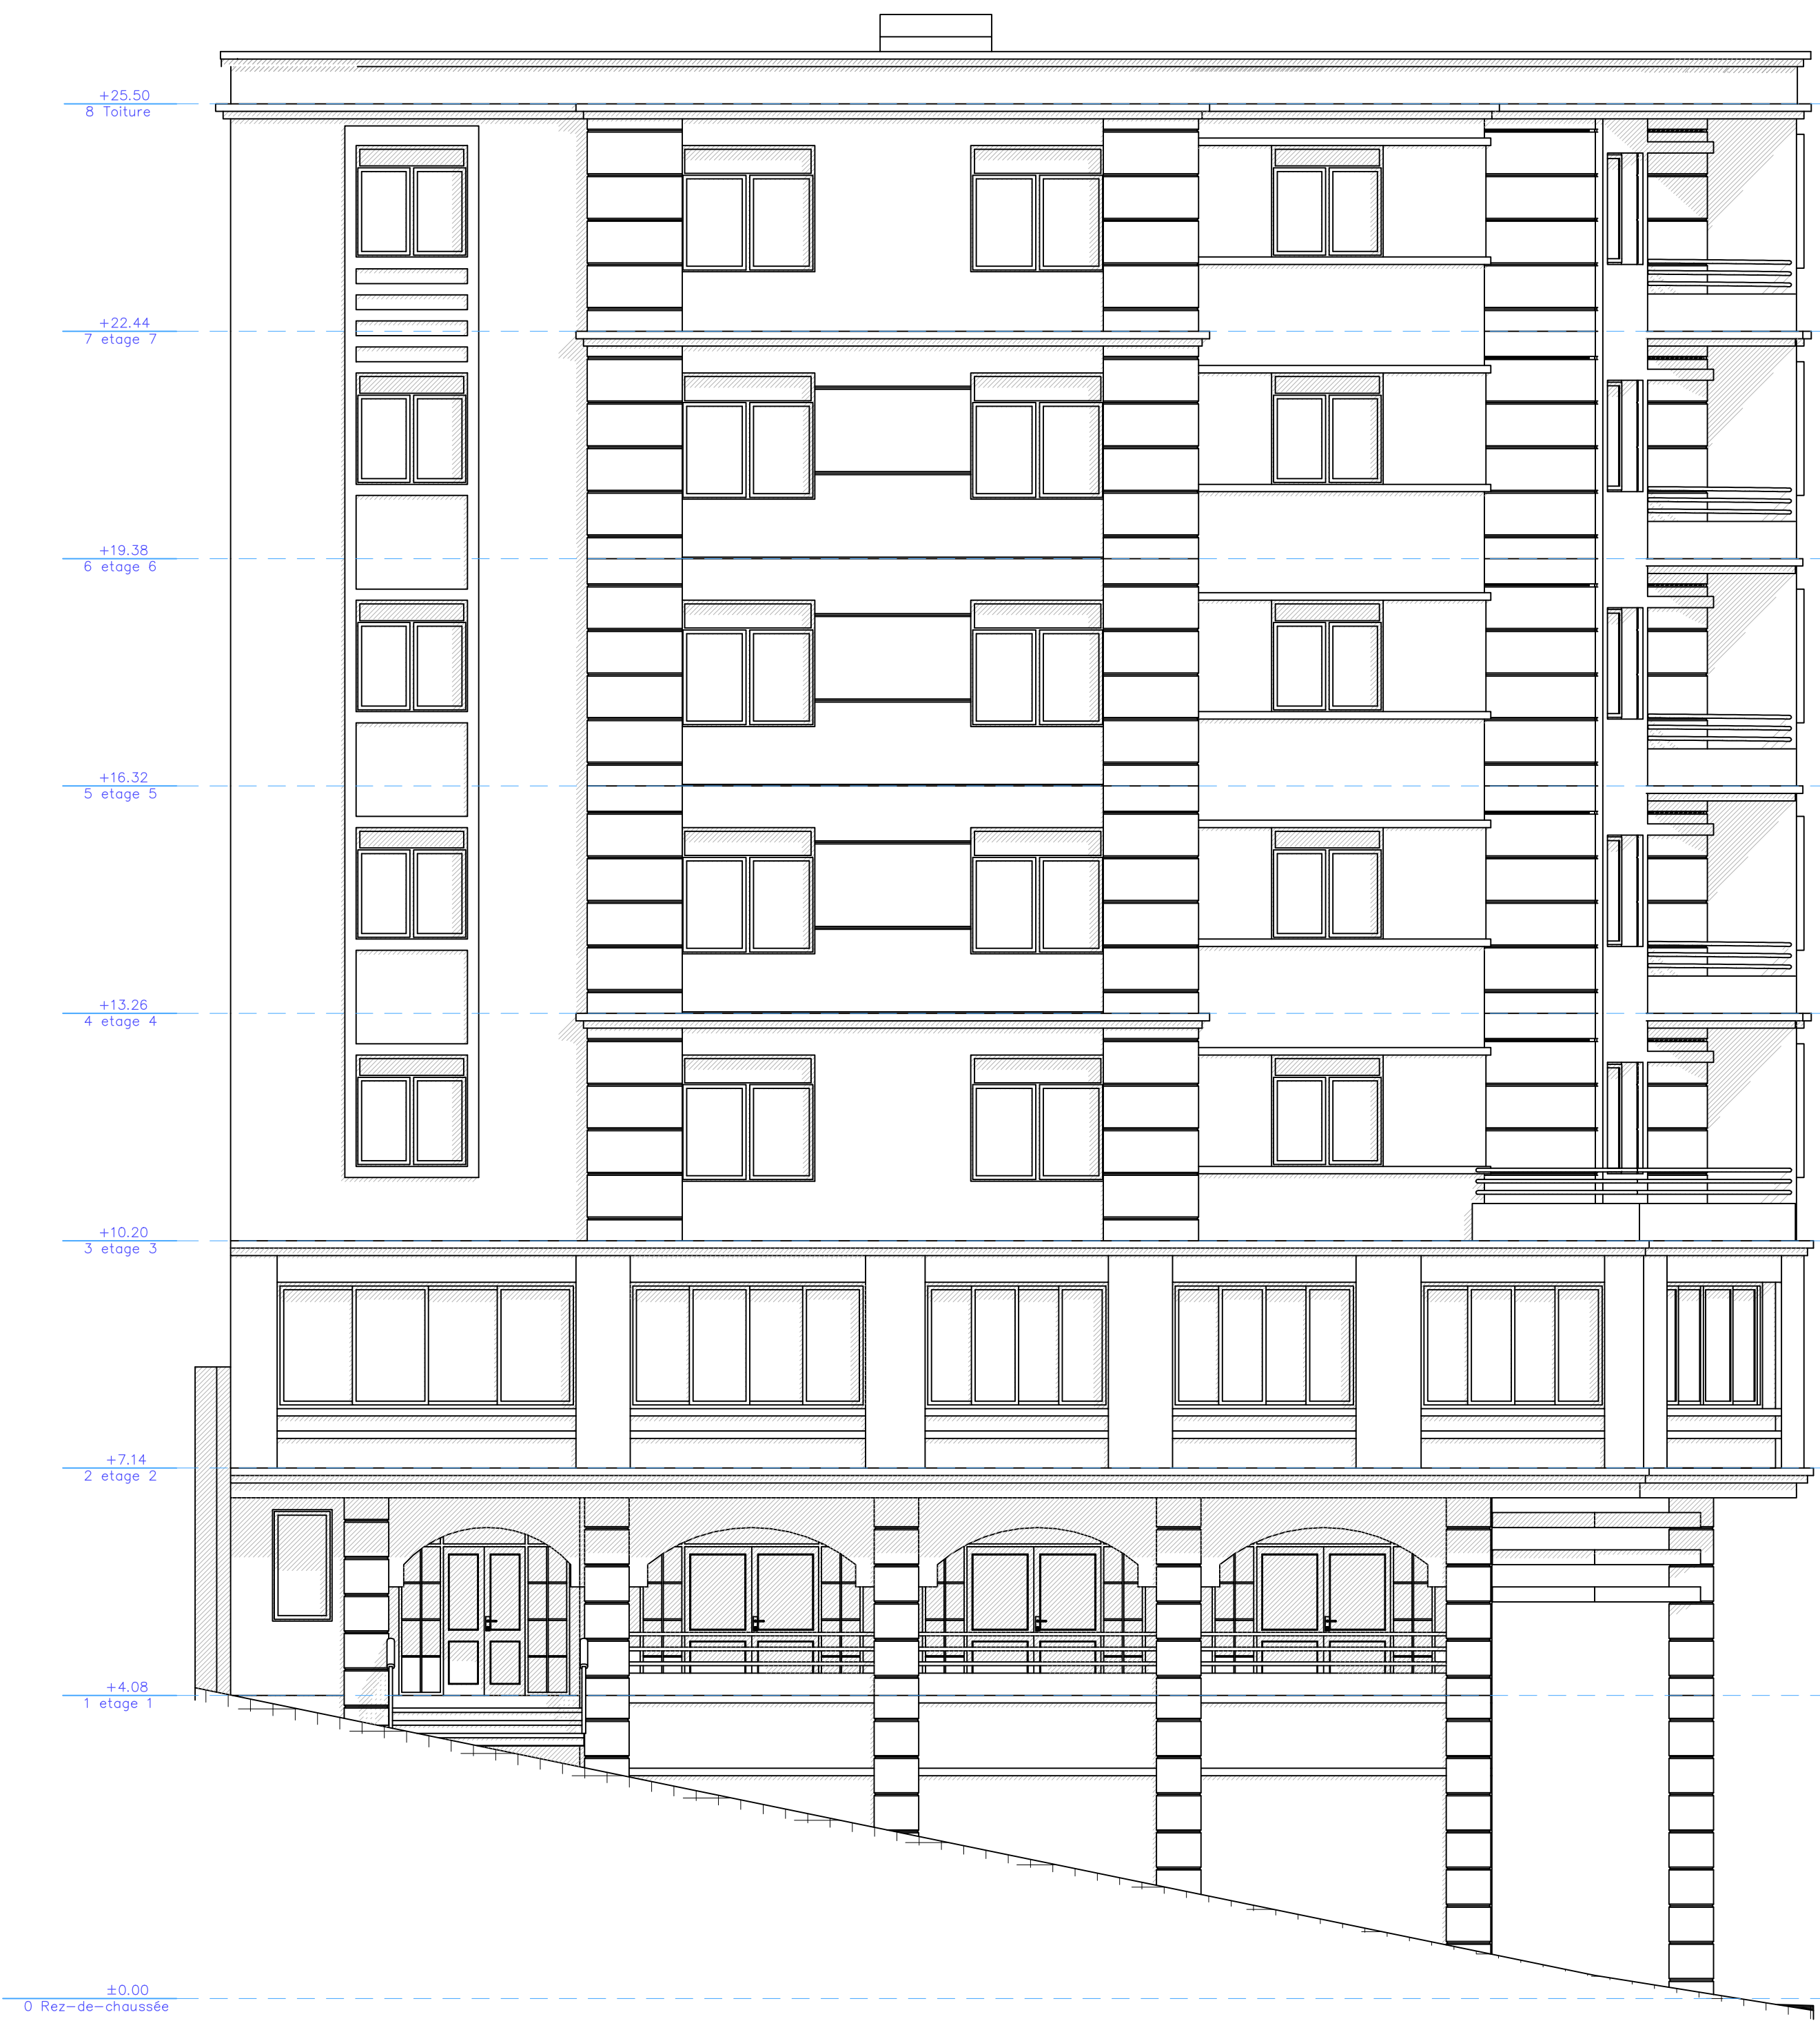 +25.50
8 Toiture
+22.44
7 etage 7
+19.38
6 etage 6
+16.32
5 etage 5
+13.26
4 etage 4
+10.20
3 etage 3
+7.14
2 etage 2
+4.08
1 etage 1
±0.00
0 Rez-de-chaussée